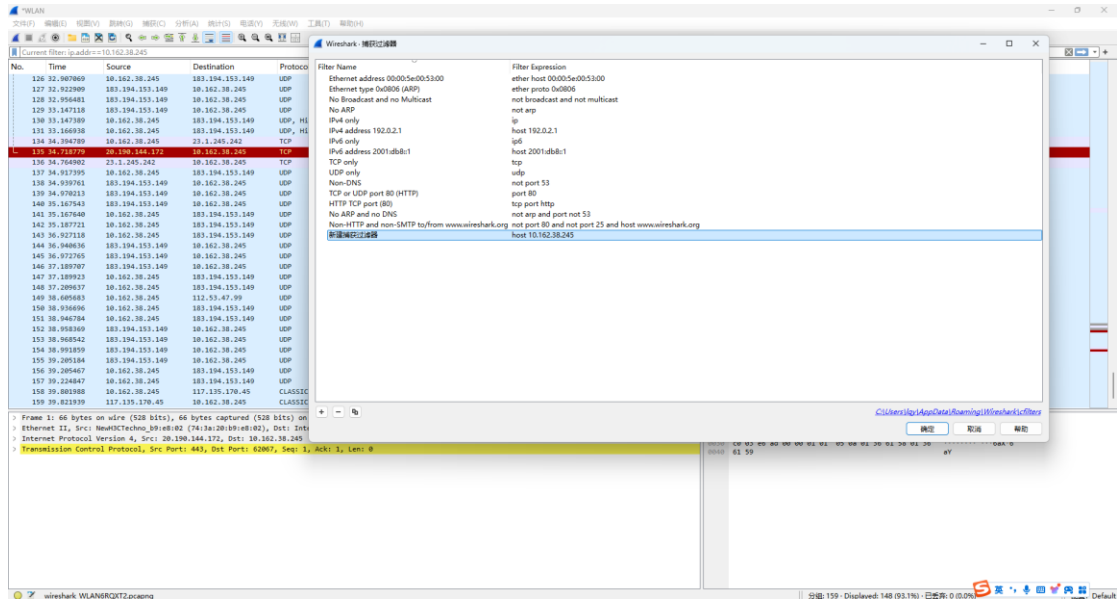 *WLAN
文件(F) 编辑(E) 视图(V) 跳转(G) 捕获(C) 分析(A) 统计(S) 电话(Y) 无线(W) 工具(T) 帮助(H)
Current filter: ip.addr==10.162.38.245
No. Time Source Destination Protoco
126 32.907069 10.162.38.245 183.194.153.149 UDP
127 32.922909 183.194.153.149 10.162.38.245 UDP
128 32.956481 183.194.153.149 10.162.38.245 UDP
129 33.147118 183.194.153.149 10.162.38.245 UDP
130 33.147389 10.162.38.245 183.194.153.149 UDP, Hi
131 33.166938 10.162.38.245 183.194.153.149 UDP, Hi
134 34.394789 10.162.38.245 23.1.245.242 TCP
135 34.718779 20.190.144.172 10.162.38.245 TCP
136 34.764902 23.1.245.242 10.162.38.245 TCP
137 34.917395 10.162.38.245 183.194.153.149 UDP
138 34.939761 183.194.153.149 10.162.38.245 UDP
139 34.970213 183.194.153.149 10.162.38.245 UDP
140 35.167543 183.194.153.149 10.162.38.245 UDP
141 35.167640 10.162.38.245 183.194.153.149 UDP
142 35.187721 10.162.38.245 183.194.153.149 UDP
143 36.927118 10.162.38.245 183.194.153.149 UDP
144 36.940636 183.194.153.149 10.162.38.245 UDP
145 36.972765 183.194.153.149 10.162.38.245 UDP
146 37.189707 183.194.153.149 10.162.38.245 UDP
147 37.189923 10.162.38.245 183.194.153.149 UDP
148 37.209637 10.162.38.245 183.194.153.149 UDP
149 38.605683 10.162.38.245 112.53.47.99 UDP
150 38.936696 10.162.38.245 183.194.153.149 UDP
151 38.946784 10.162.38.245 183.194.153.149 UDP
152 38.958369 183.194.153.149 10.162.38.245 UDP
153 38.968542 183.194.153.149 10.162.38.245 UDP
154 38.991859 183.194.153.149 10.162.38.245 UDP
155 39.205184 183.194.153.149 10.162.38.245 UDP
156 39.205467 10.162.38.245 183.194.153.149 UDP
157 39.224847 10.162.38.245 183.194.153.149 UDP
158 39.801988 10.162.38.245 117.135.170.45 CLASSIC
159 39.821939 117.135.170.45 10.162.38.245 CLASSIC
Wireshark · 捕获过滤器
Filter Name Filter Expression
Ethernet address 00:00:5e:00:53:00 ether host 00:00:5e:00:53:00
Ethernet type 0x0806 (ARP) ether proto 0x0806
No Broadcast and no Multicast not broadcast and not multicast
No ARP not arp
IPv4 only ip
IPv4 address 192.0.2.1 host 192.0.2.1
IPv6 only ip6
IPv6 address 2001:db8::1 host 2001:db8::1
TCP only tcp
UDP only udp
Non-DNS not port 53
TCP or UDP port 80 (HTTP) port 80
HTTP TCP port (80) tcp port http
No ARP and no DNS not arp and port not 53
Non-HTTP and non-SMTP to/from www.wireshark.org not port 80 and not port 25 and host www.wireshark.org
新建捕获过滤器 host 10.162.38.245
C:\Users\lqy\AppData\Roaming\Wireshark\cfilters
确定 取消 帮助
Frame 1: 66 bytes on wire (528 bits), 66 bytes captured (528 bits) on
Ethernet II, Src: NewH3CTechno_b9:e8:02 (74:3a:20:b9:e8:02), Dst: Inte
Internet Protocol Version 4, Src: 20.190.144.172, Dst: 10.162.38.245
Transmission Control Protocol, Src Port: 443, Dst Port: 62067, Seq: 1, Ack: 1, Len: 0
0040 61 59 aY
wireshark_WLAN6RQXT2.pcapng
分组: 159 · Displayed: 148 (93.1%) · 已丢弃: 0 (0.0%)
英
Default